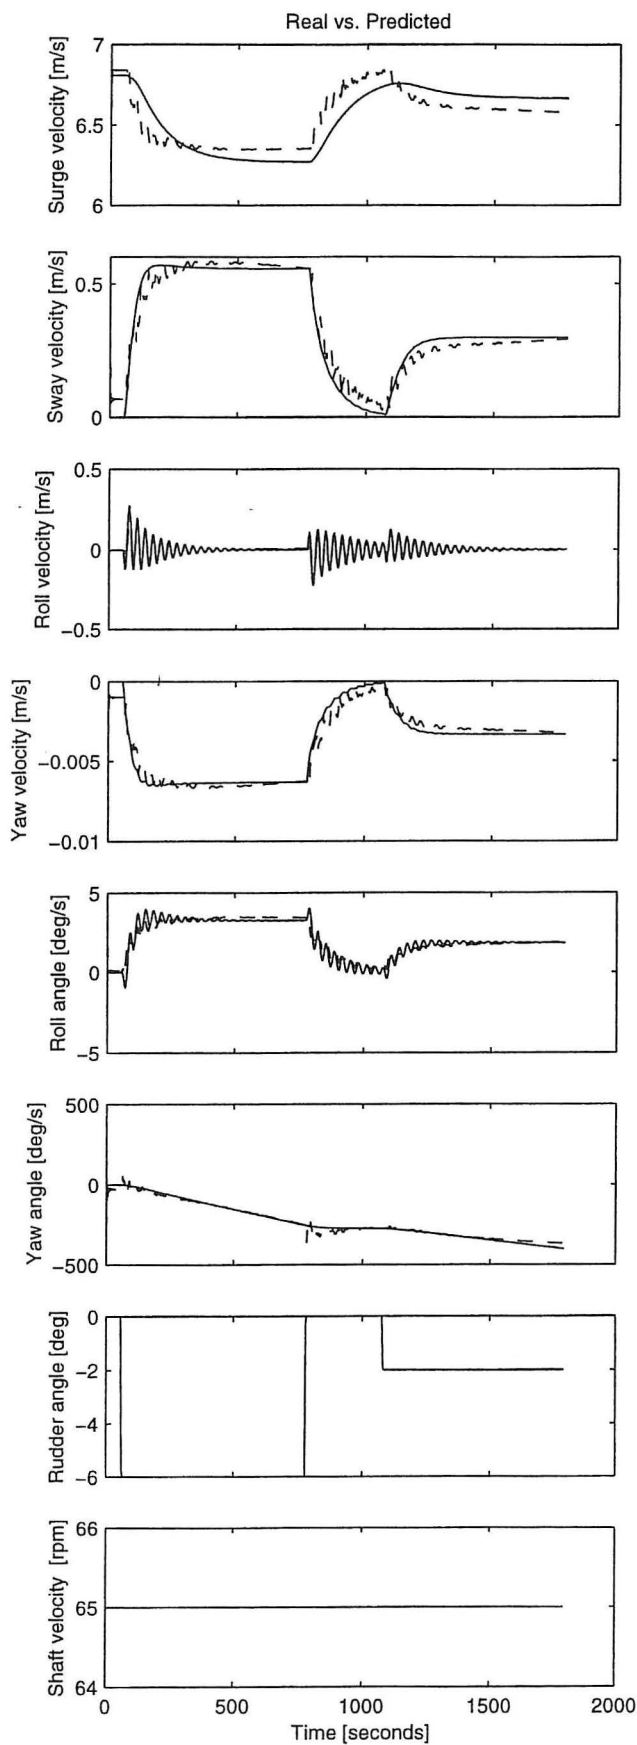 Real vs. Predicted
7
6.5
6
Surge velocity [m/s]
0.5
0
Sway velocity [m/s]
0.5
0
−0.5
Roll velocity [m/s]
0
−0.005
−0.01
Yaw velocity [m/s]
5
0
−5
Roll angle [deg/s]
500
0
−500
Yaw angle [deg/s]
0
−2
−4
−6
Rudder angle [deg]
66
65
64
Shaft velocity [rpm]
0 500 1000 1500 2000
Time [seconds]